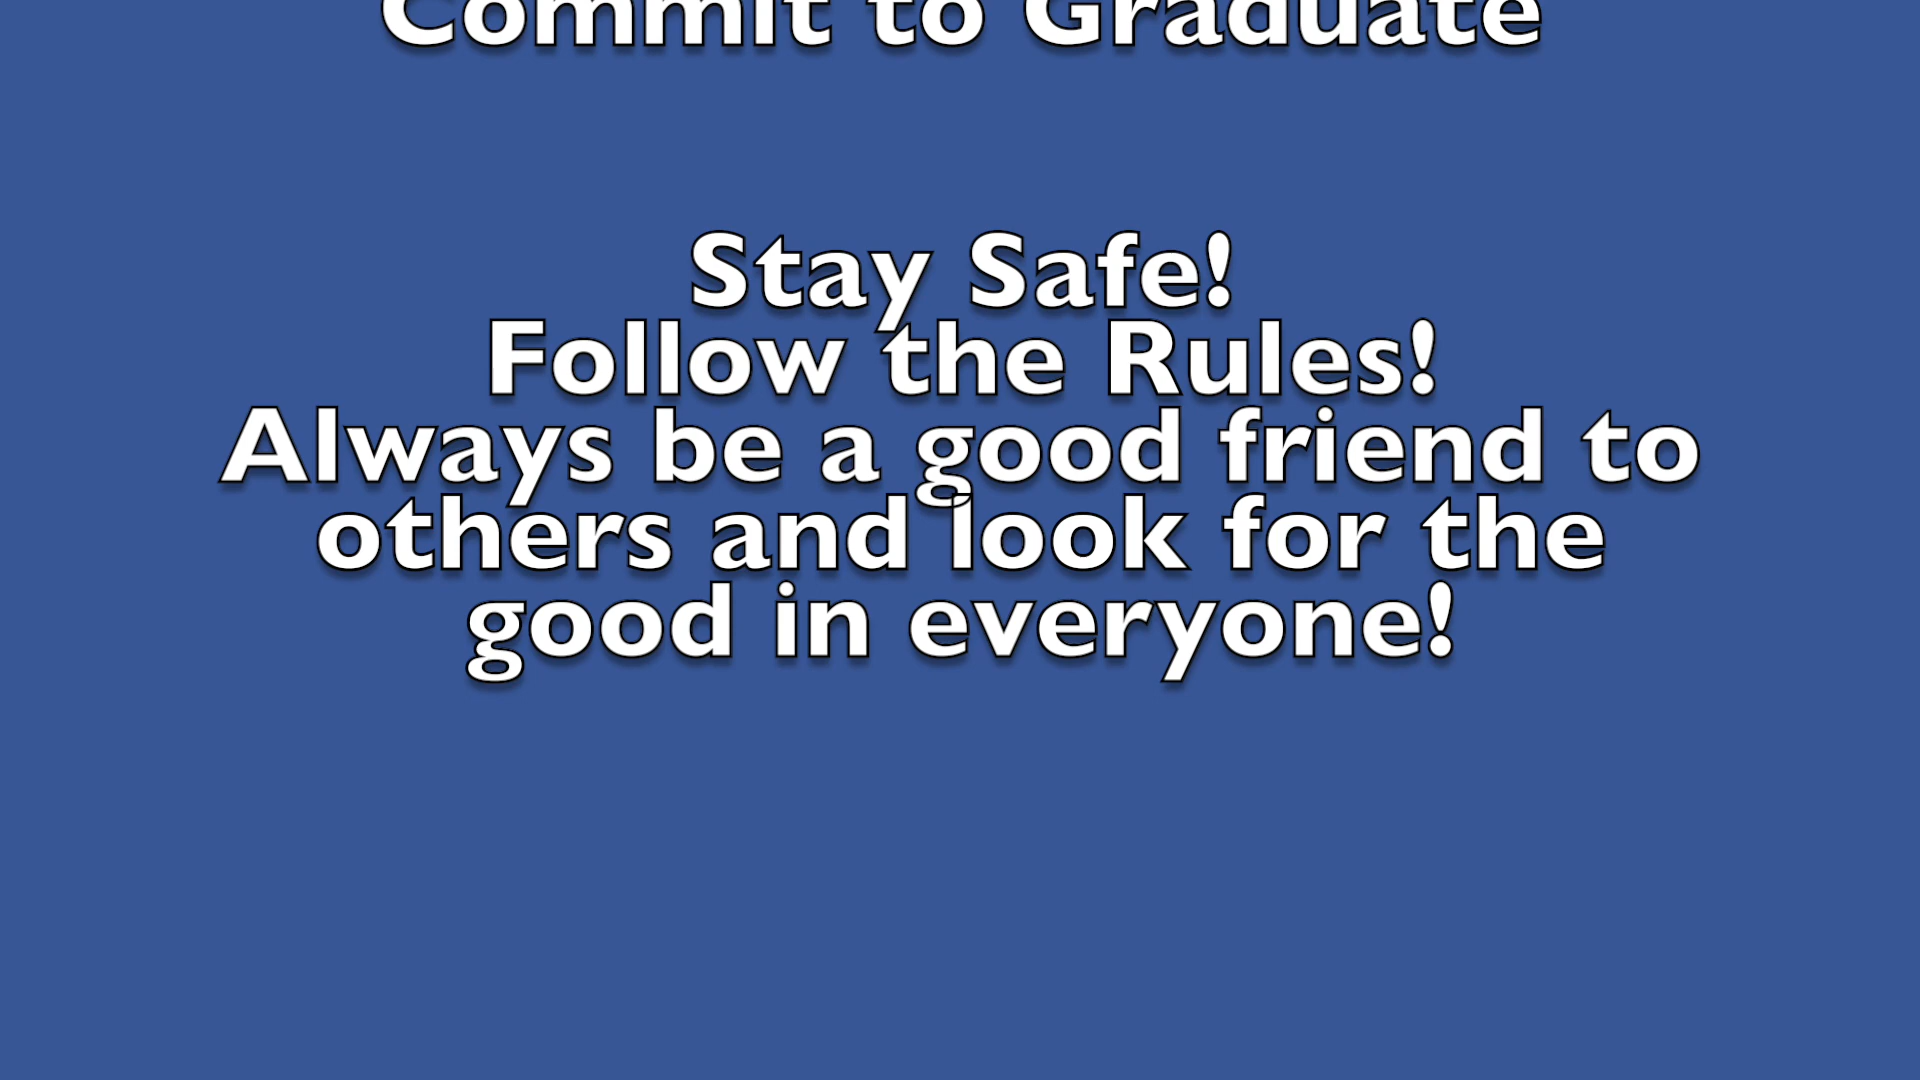 Commit to Graduate
Stay Safe!
Follow the Rules!
Always be a good friend to
others and look for the
good in everyone!